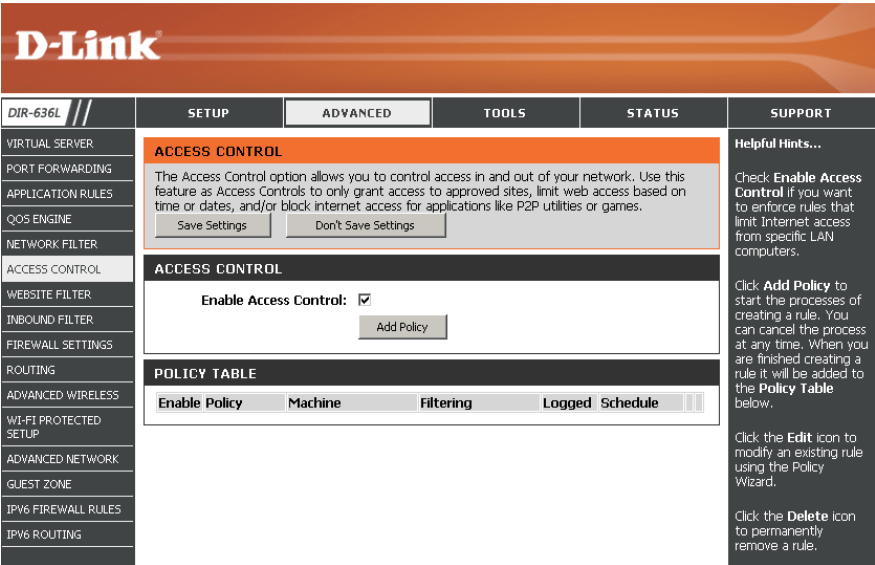 D-Link
DIR-636L
SETUP
ADVANCED
TOOLS
STATUS
SUPPORT
VIRTUAL SERVER
PORT FORWARDING
APPLICATION RULES
QOS ENGINE
NETWORK FILTER
ACCESS CONTROL
WEBSITE FILTER
INBOUND FILTER
FIREWALL SETTINGS
ROUTING
ADVANCED WIRELESS
WI-FI PROTECTED
SETUP
ADVANCED NETWORK
GUEST ZONE
IPV6 FIREWALL RULES
IPV6 ROUTING
ACCESS CONTROL
The Access Control option allows you to control access in and out of your network. Use this
feature as Access Controls to only grant access to approved sites, limit web access based on
time or dates, and/or block internet access for applications like P2P utilities or games.
Save Settings
Don't Save Settings
ACCESS CONTROL
Enable Access Control:
Add Policy
POLICY TABLE
Enable Policy Machine Filtering Logged Schedule
Helpful Hints...
Check Enable Access
Control if you want
to enforce rules that
limit Internet access
from specific LAN
computers.
Click Add Policy to
start the processes of
creating a rule. You
can cancel the process
at any time. When you
are finished creating a
rule it will be added to
the Policy Table
below.
Click the Edit icon to
modify an existing rule
using the Policy
Wizard.
Click the Delete icon
to permanently
remove a rule.